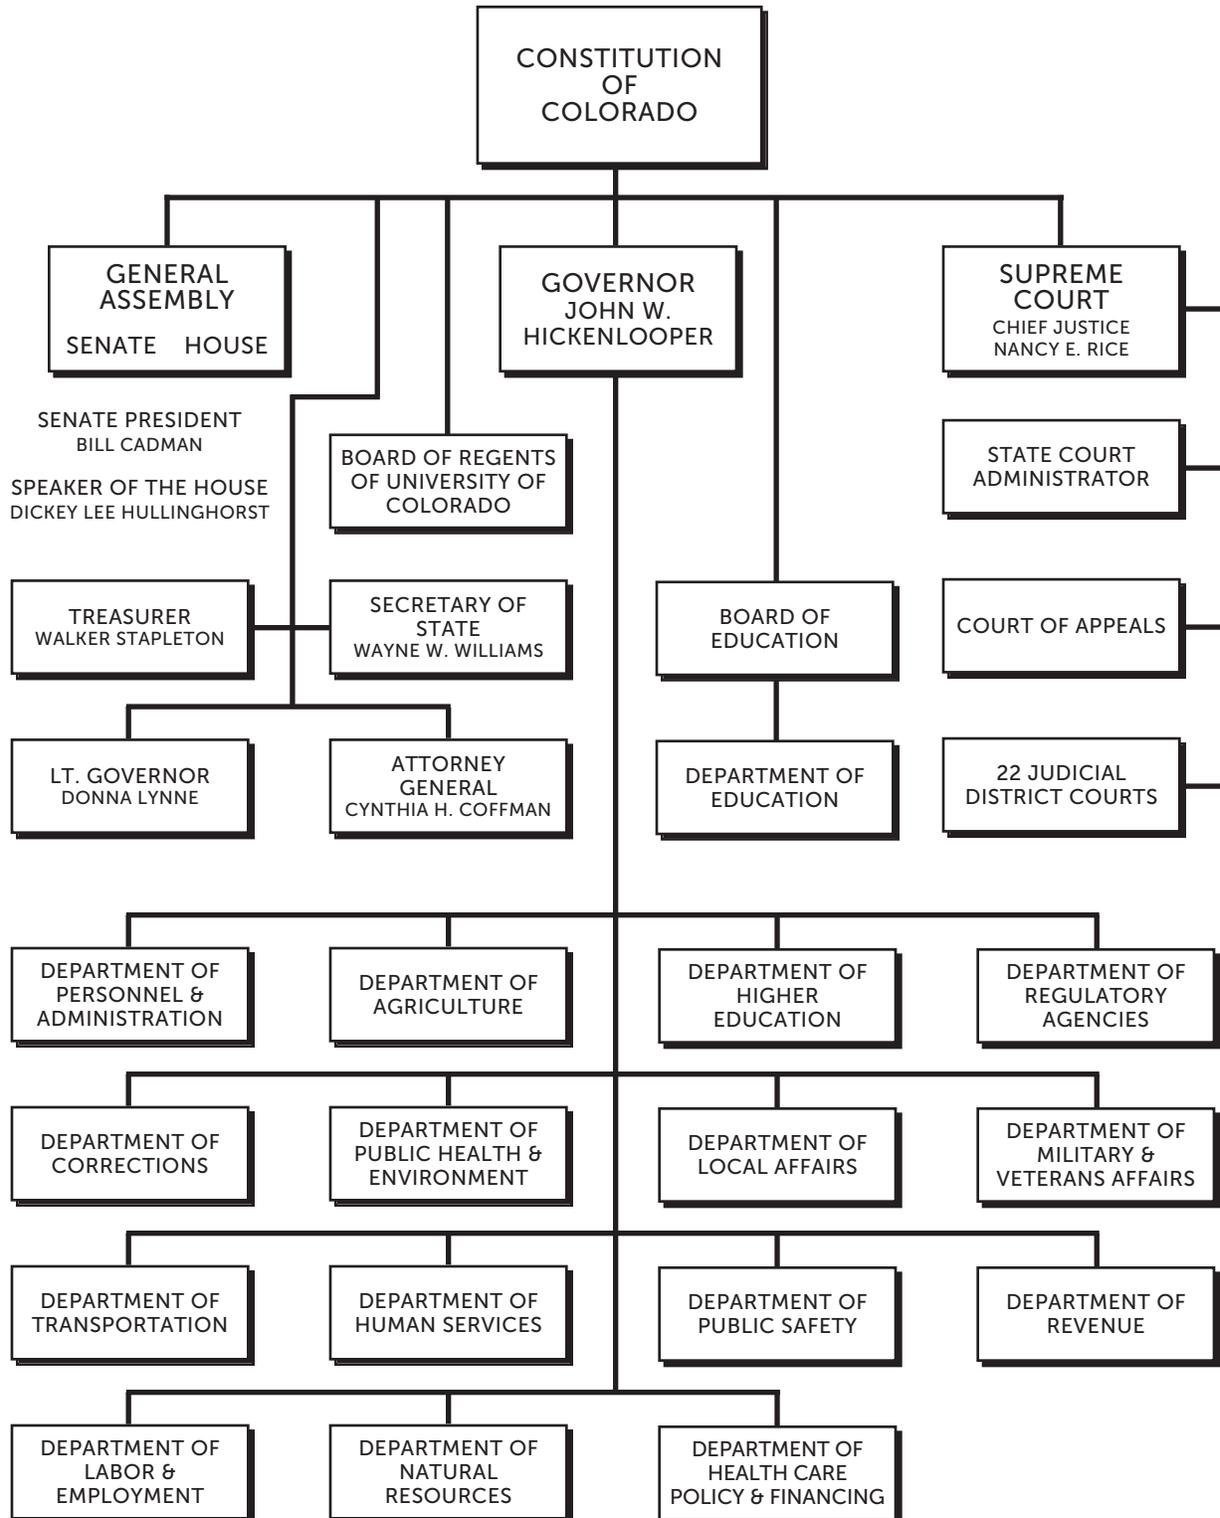 CONSTITUTION
OF
COLORADO
GENERAL
ASSEMBLY
SENATE HOUSE
GOVERNOR
JOHN W.
HICKENLOOPER
SUPREME
COURT
CHIEF JUSTICE
NANCY E. RICE
SENATE PRESIDENT
BILL CADMAN
SPEAKER OF THE HOUSE
DICKEY LEE HULLINGHORST
BOARD OF REGENTS
OF UNIVERSITY OF
COLORADO
STATE COURT
ADMINISTRATOR
TREASURER
WALKER STAPLETON
SECRETARY OF
STATE
WAYNE W. WILLIAMS
BOARD OF
EDUCATION
COURT OF APPEALS
LT. GOVERNOR
DONNA LYNNE
ATTORNEY
GENERAL
CYNTHIA H. COFFMAN
DEPARTMENT OF
EDUCATION
22 JUDICIAL
DISTRICT COURTS
DEPARTMENT OF
PERSONNEL &
ADMINISTRATION
DEPARTMENT OF
AGRICULTURE
DEPARTMENT OF
HIGHER
EDUCATION
DEPARTMENT OF
REGULATORY
AGENCIES
DEPARTMENT OF
CORRECTIONS
DEPARTMENT OF
PUBLIC HEALTH &
ENVIRONMENT
DEPARTMENT OF
LOCAL AFFAIRS
DEPARTMENT OF
MILITARY &
VETERANS AFFAIRS
DEPARTMENT OF
TRANSPORTATION
DEPARTMENT OF
HUMAN SERVICES
DEPARTMENT OF
PUBLIC SAFETY
DEPARTMENT OF
REVENUE
DEPARTMENT OF
LABOR &
EMPLOYMENT
DEPARTMENT OF
NATURAL
RESOURCES
DEPARTMENT OF
HEALTH CARE
POLICY & FINANCING